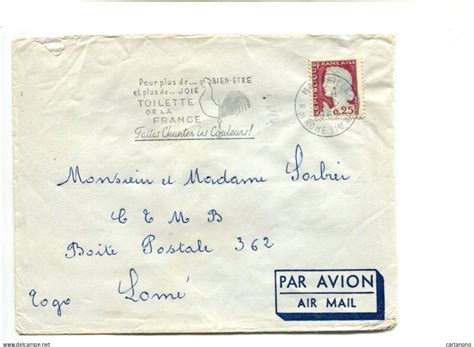 Pour plus de... BIEN-ETRE
et plus de.. JOIE
TOILETTE
DE LA
FRANCE
Faites Chanter les Couleurs!
REPUBLIQUE
FRANÇAISE
0,25
Monsieur et Madame Sorbier
C T M B
Boite Postale 362
Togo Lomé
PAR AVION
AIR MAIL
delcampe.net
cartanono